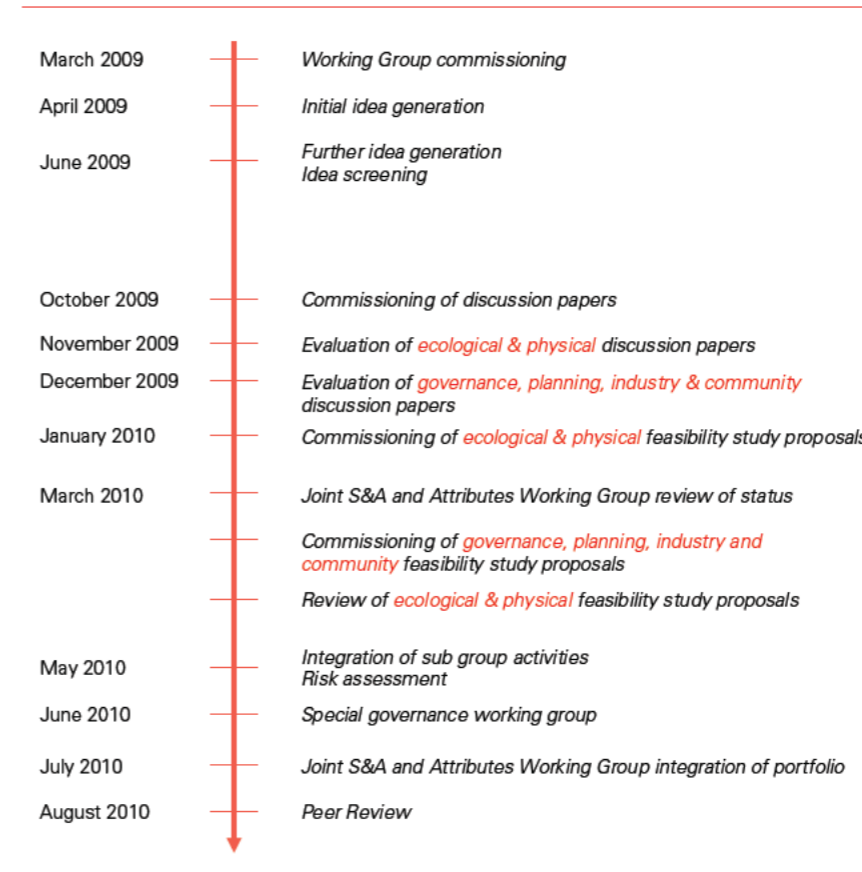 March 2009 Working Group commissioning
April 2009 Initial idea generation
June 2009 Further idea generation
Idea screening
October 2009 Commissioning of discussion papers
November 2009 Evaluation of ecological & physical discussion papers
December 2009 Evaluation of governance, planning, industry & community
discussion papers
January 2010 Commissioning of ecological & physical feasibility study proposals
March 2010 Joint S&A and Attributes Working Group review of status
Commissioning of governance, planning, industry and
community feasibility study proposals
Review of ecological & physical feasibility study proposals
May 2010 Integration of sub group activities
Risk assessment
June 2010 Special governance working group
July 2010 Joint S&A and Attributes Working Group integration of portfolio
August 2010 Peer Review